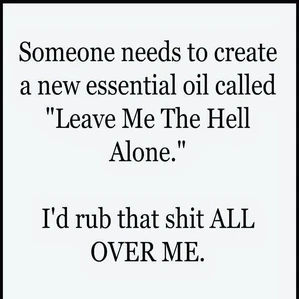 Someone needs to create
a new essential oil called
"Leave Me The Hell
Alone."
I'd rub that shit ALL
OVER ME.